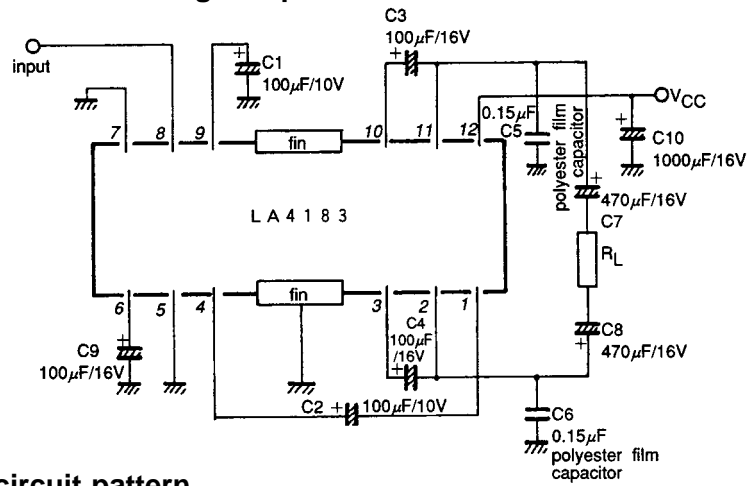 C3
100µF/16V
+
input
+
C1
100µF/10V
VCC
7
8
9
fin
10
11
12
0.15µF
C5
polyester film
capacitor
+
C10
1000µF/16V
+
470µF/16V
C7
LA4183
RL
6
5
4
fin
3
2
1
+
C9
100µF/16V
C4
100µF
/16V
+
C8
470µF/16V
+
C2
+
100µF/10V
C6
0.15µF
polyester film
capacitor